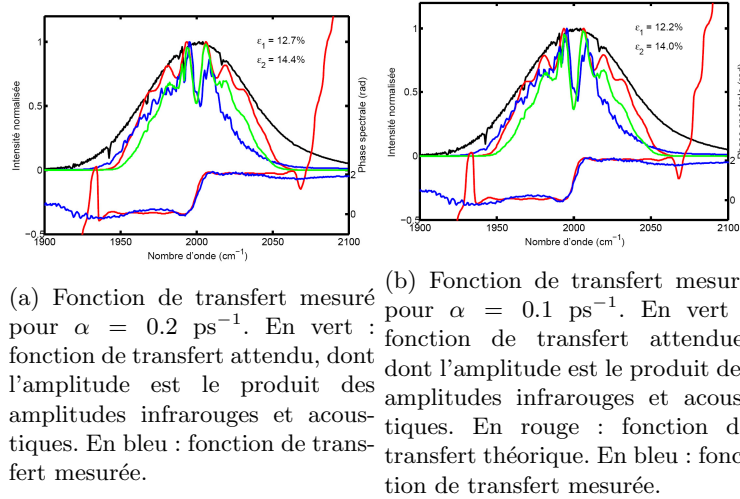 ε1 = 12.7%
ε2 = 14.4%
Intensité normalisée
Phase spectrale (rad)
1
0.5
0
−0.5
2
0
1900 1950 2000 2050 2100
Nombre d'onde (cm−1)
ε1 = 12.2%
ε2 = 14.0%
Intensité normalisée
1
0.5
0
−0.5
2
0
1900 1950 2000 2050 2100
Nombre d'onde (cm−1)
(a) Fonction de transfert mesuré
pour α = 0.2 ps−1. En vert :
fonction de transfert attendu, dont
l'amplitude est le produit des
amplitudes infrarouges et acous-
tiques. En bleu : fonction de trans-
fert mesurée.
(b) Fonction de transfert mesur
pour α = 0.1 ps−1. En vert
fonction de transfert attendue
dont l'amplitude est le produit de
amplitudes infrarouges et acous
tiques. En rouge : fonction d
transfert théorique. En bleu : fonc
tion de transfert mesurée.